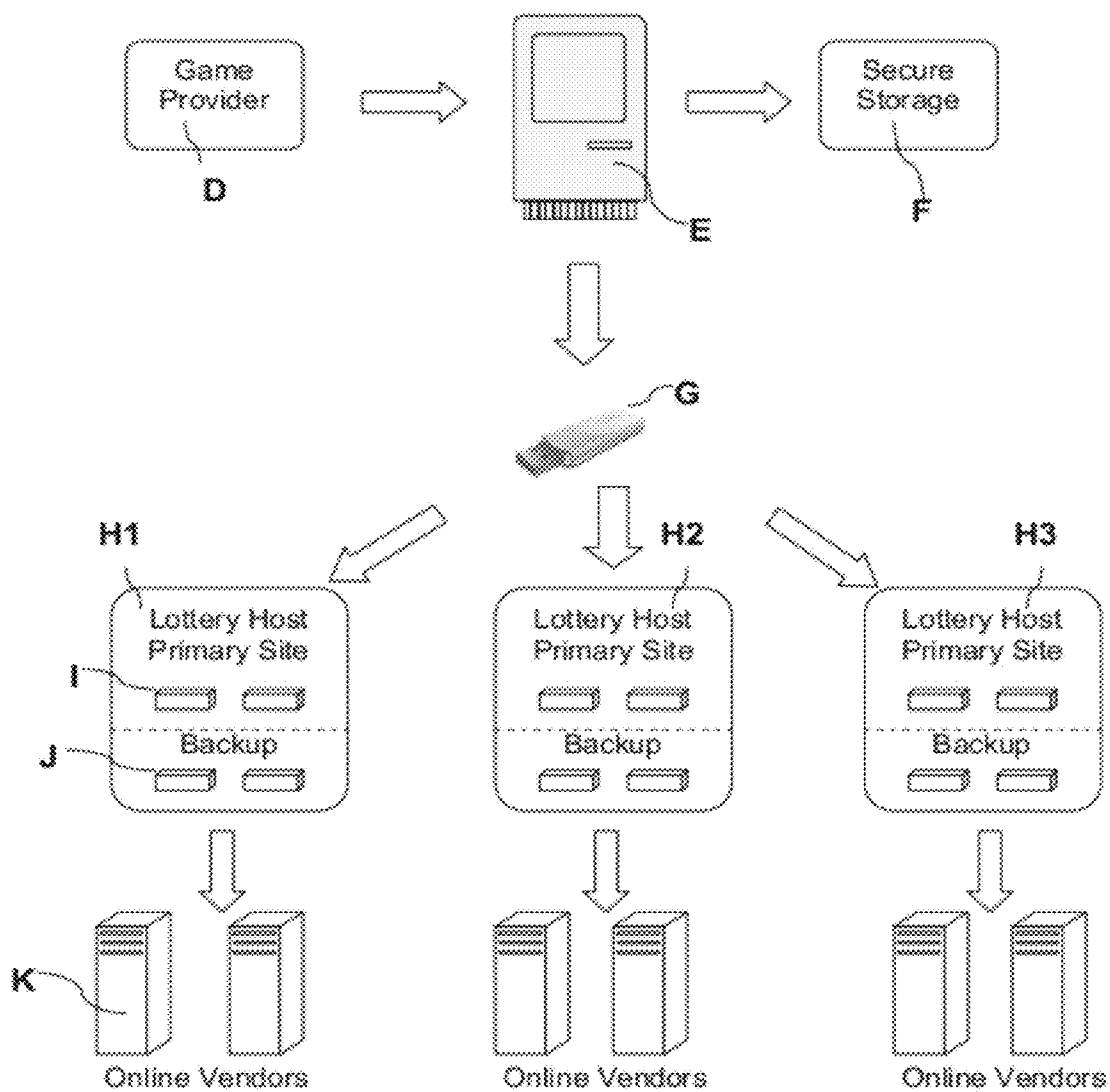 Game
Provider
Secure
Storage
D
F
E
G
H1
H2
H3
Lottery Host
Primary Site
Lottery Host
Primary Site
Lottery Host
Primary Site
I
Backup
Backup
Backup
J
K
Online Vendors
Online Vendors
Online Vendors